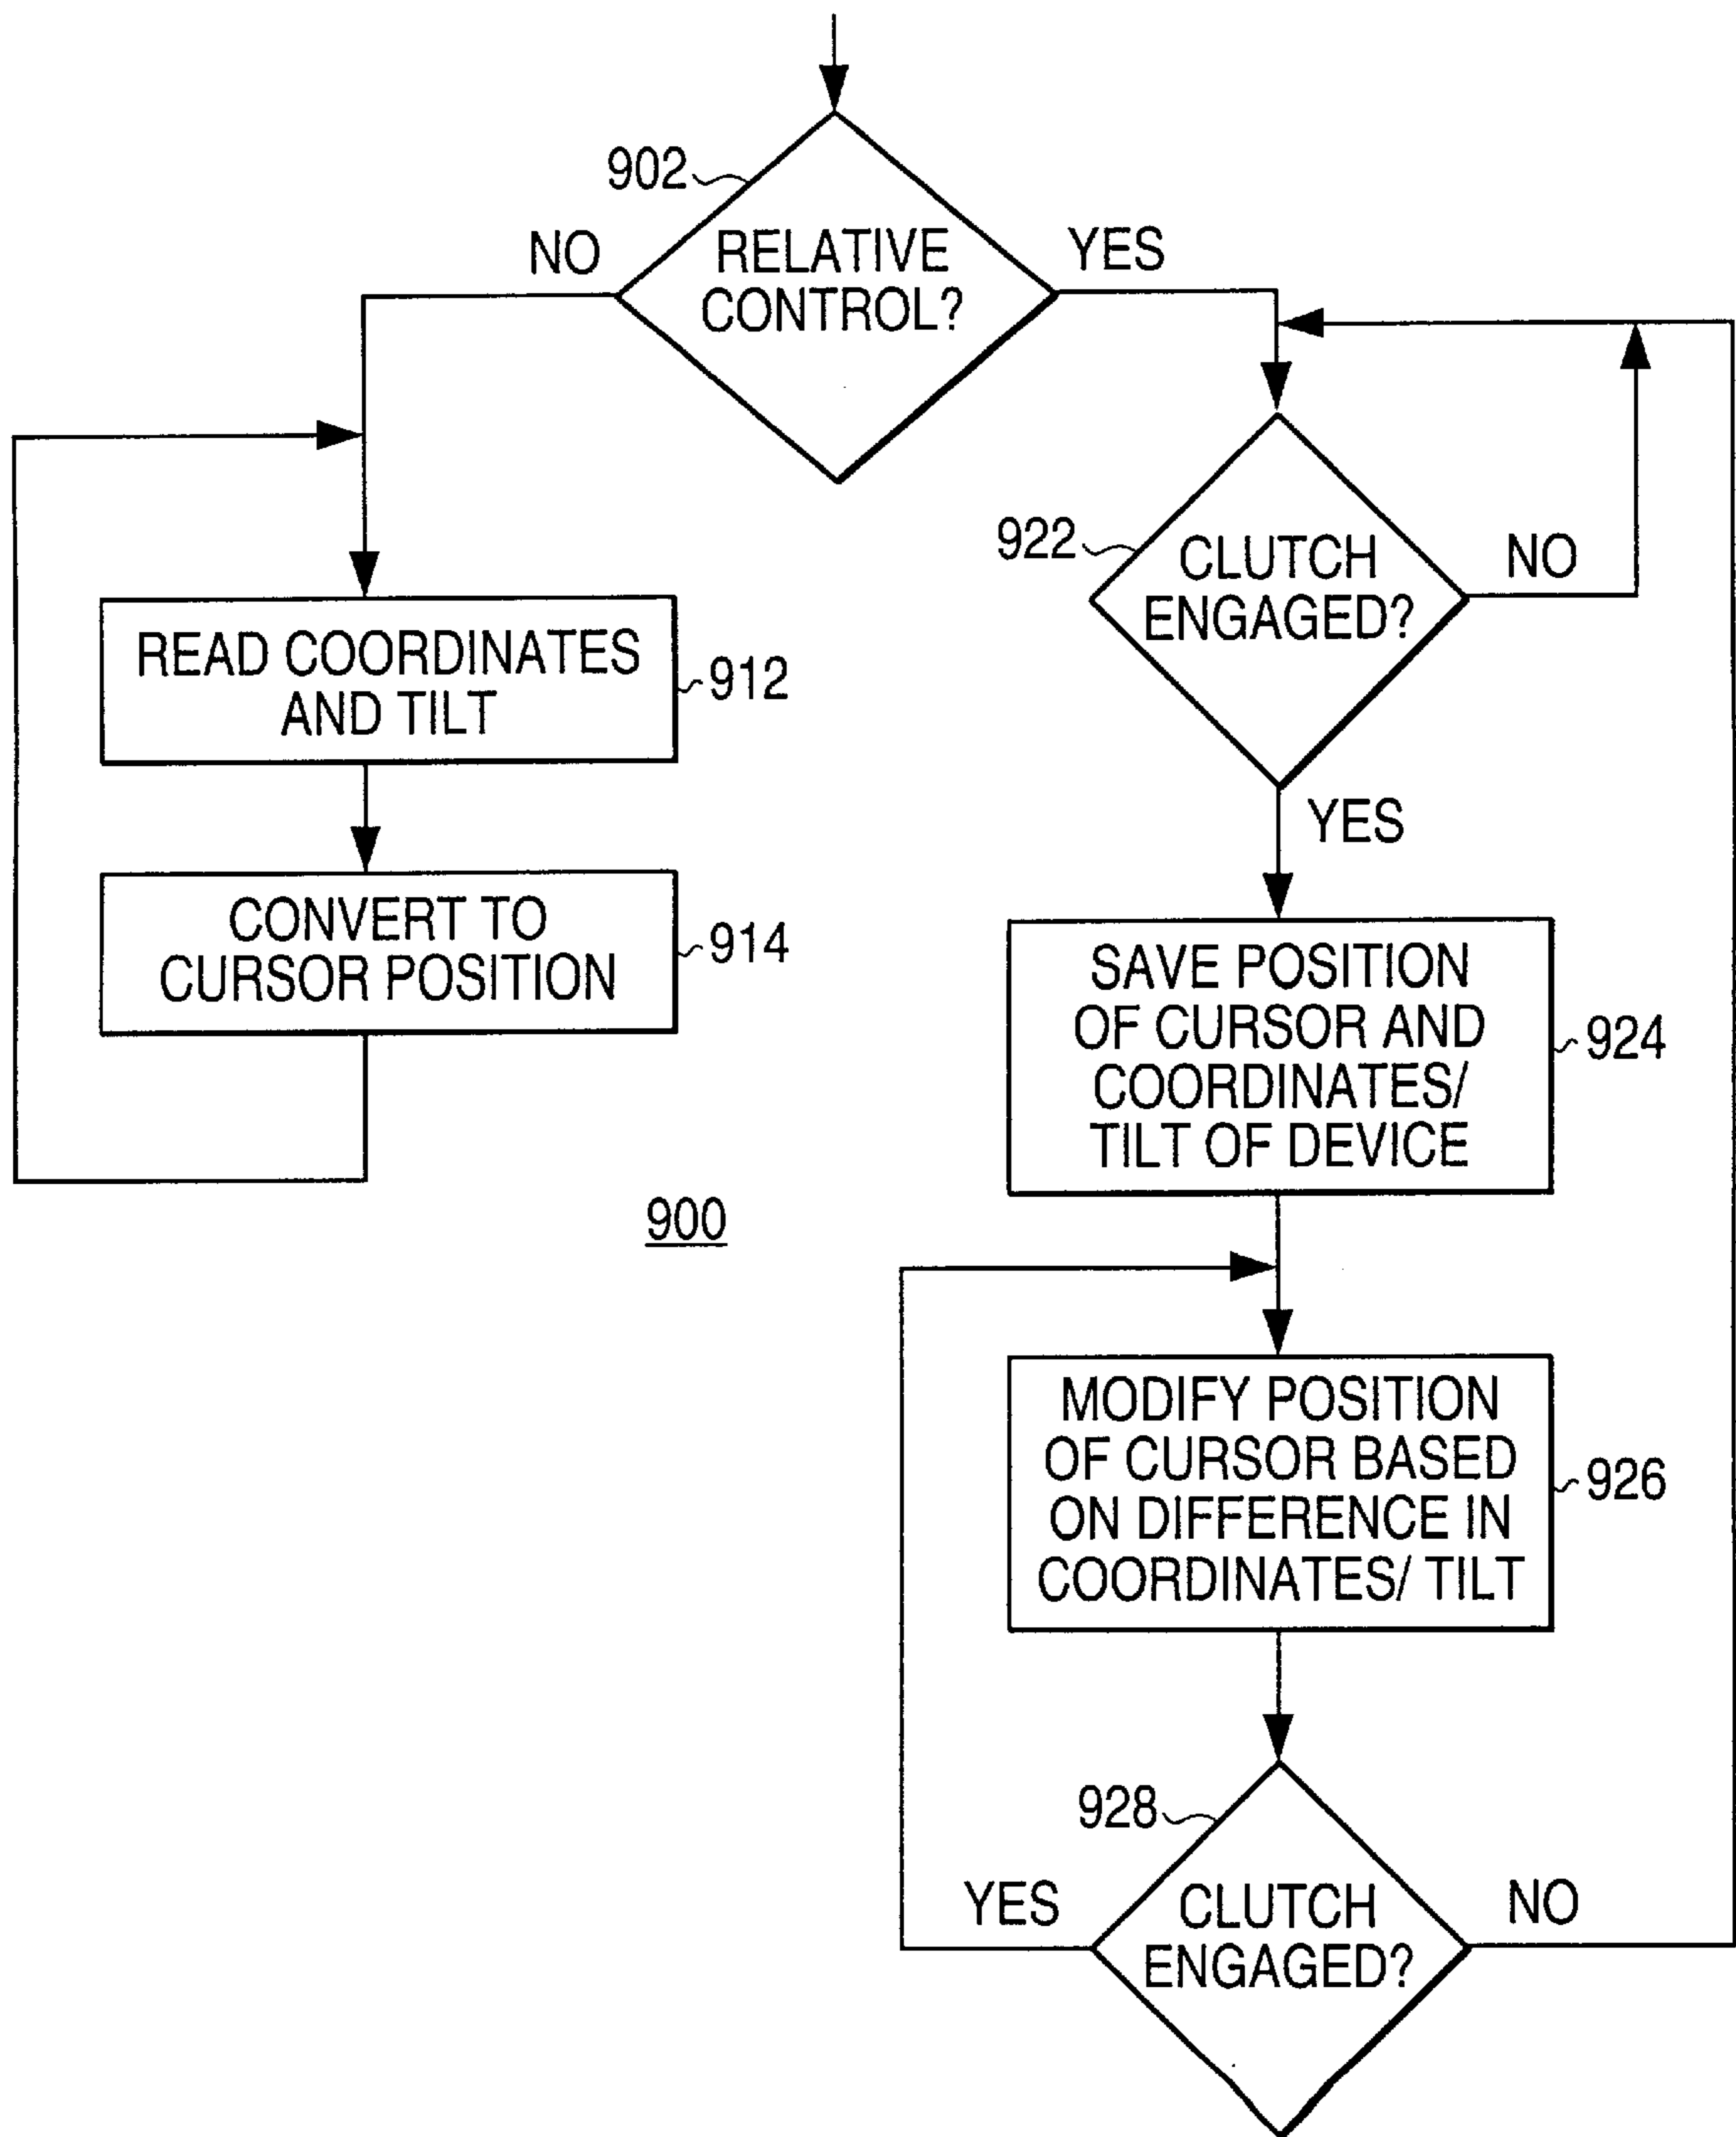 902
RELATIVE
CONTROL?
NO
YES
READ COORDINATES
AND TILT
912
CONVERT TO
CURSOR POSITION
914
922
CLUTCH
ENGAGED?
NO
YES
SAVE POSITION
OF CURSOR AND
COORDINATES/
TILT OF DEVICE
924
900
MODIFY POSITION
OF CURSOR BASED
ON DIFFERENCE IN
COORDINATES/ TILT
926
928
CLUTCH
ENGAGED?
YES
NO